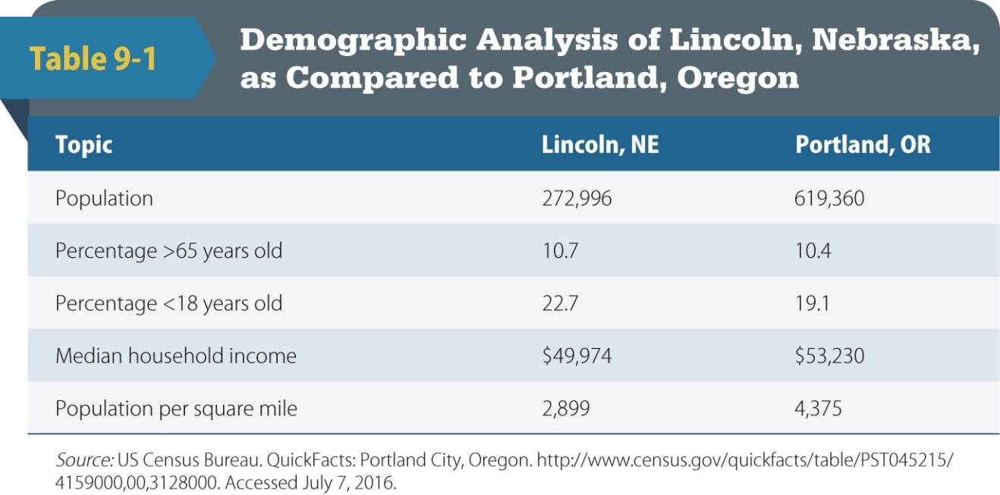 Table 9-1
Demographic Analysis of Lincoln, Nebraska,
as Compared to Portland, Oregon
Topic Lincoln, NE Portland, OR
Population 272,996 619,360
Percentage >65 years old 10.7 10.4
Percentage <18 years old 22.7 19.1
Median household income $49,974 $53,230
Population per square mile 2,899 4,375
Source: US Census Bureau. QuickFacts: Portland City, Oregon. http://www.census.gov/quickfacts/table/PST045215/
4159000,00,3128000. Accessed July 7, 2016.